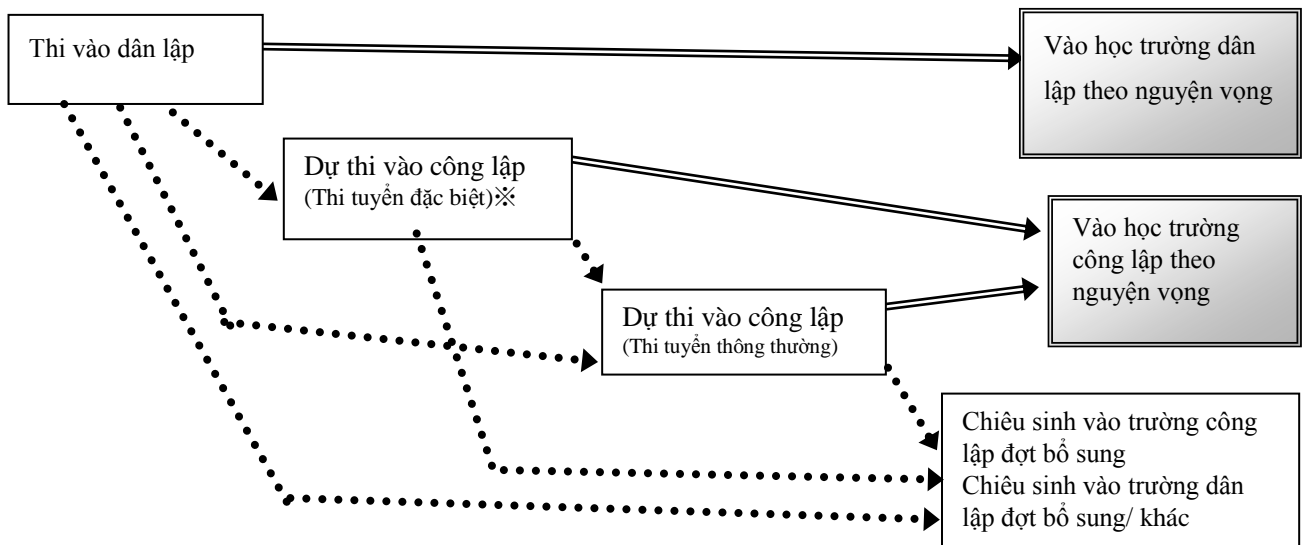 Thi vào dân lập
Vào học trường dân
lập theo nguyện vọng
Dự thi vào công lập
(Thi tuyển đặc biệt)※
Vào học trường
công lập theo
nguyện vọng
Dự thi vào công lập
(Thi tuyển thông thường)
Chiêu sinh vào trường công
lập đợt bổ sung
Chiêu sinh vào trường dân
lập đợt bổ sung/ khác